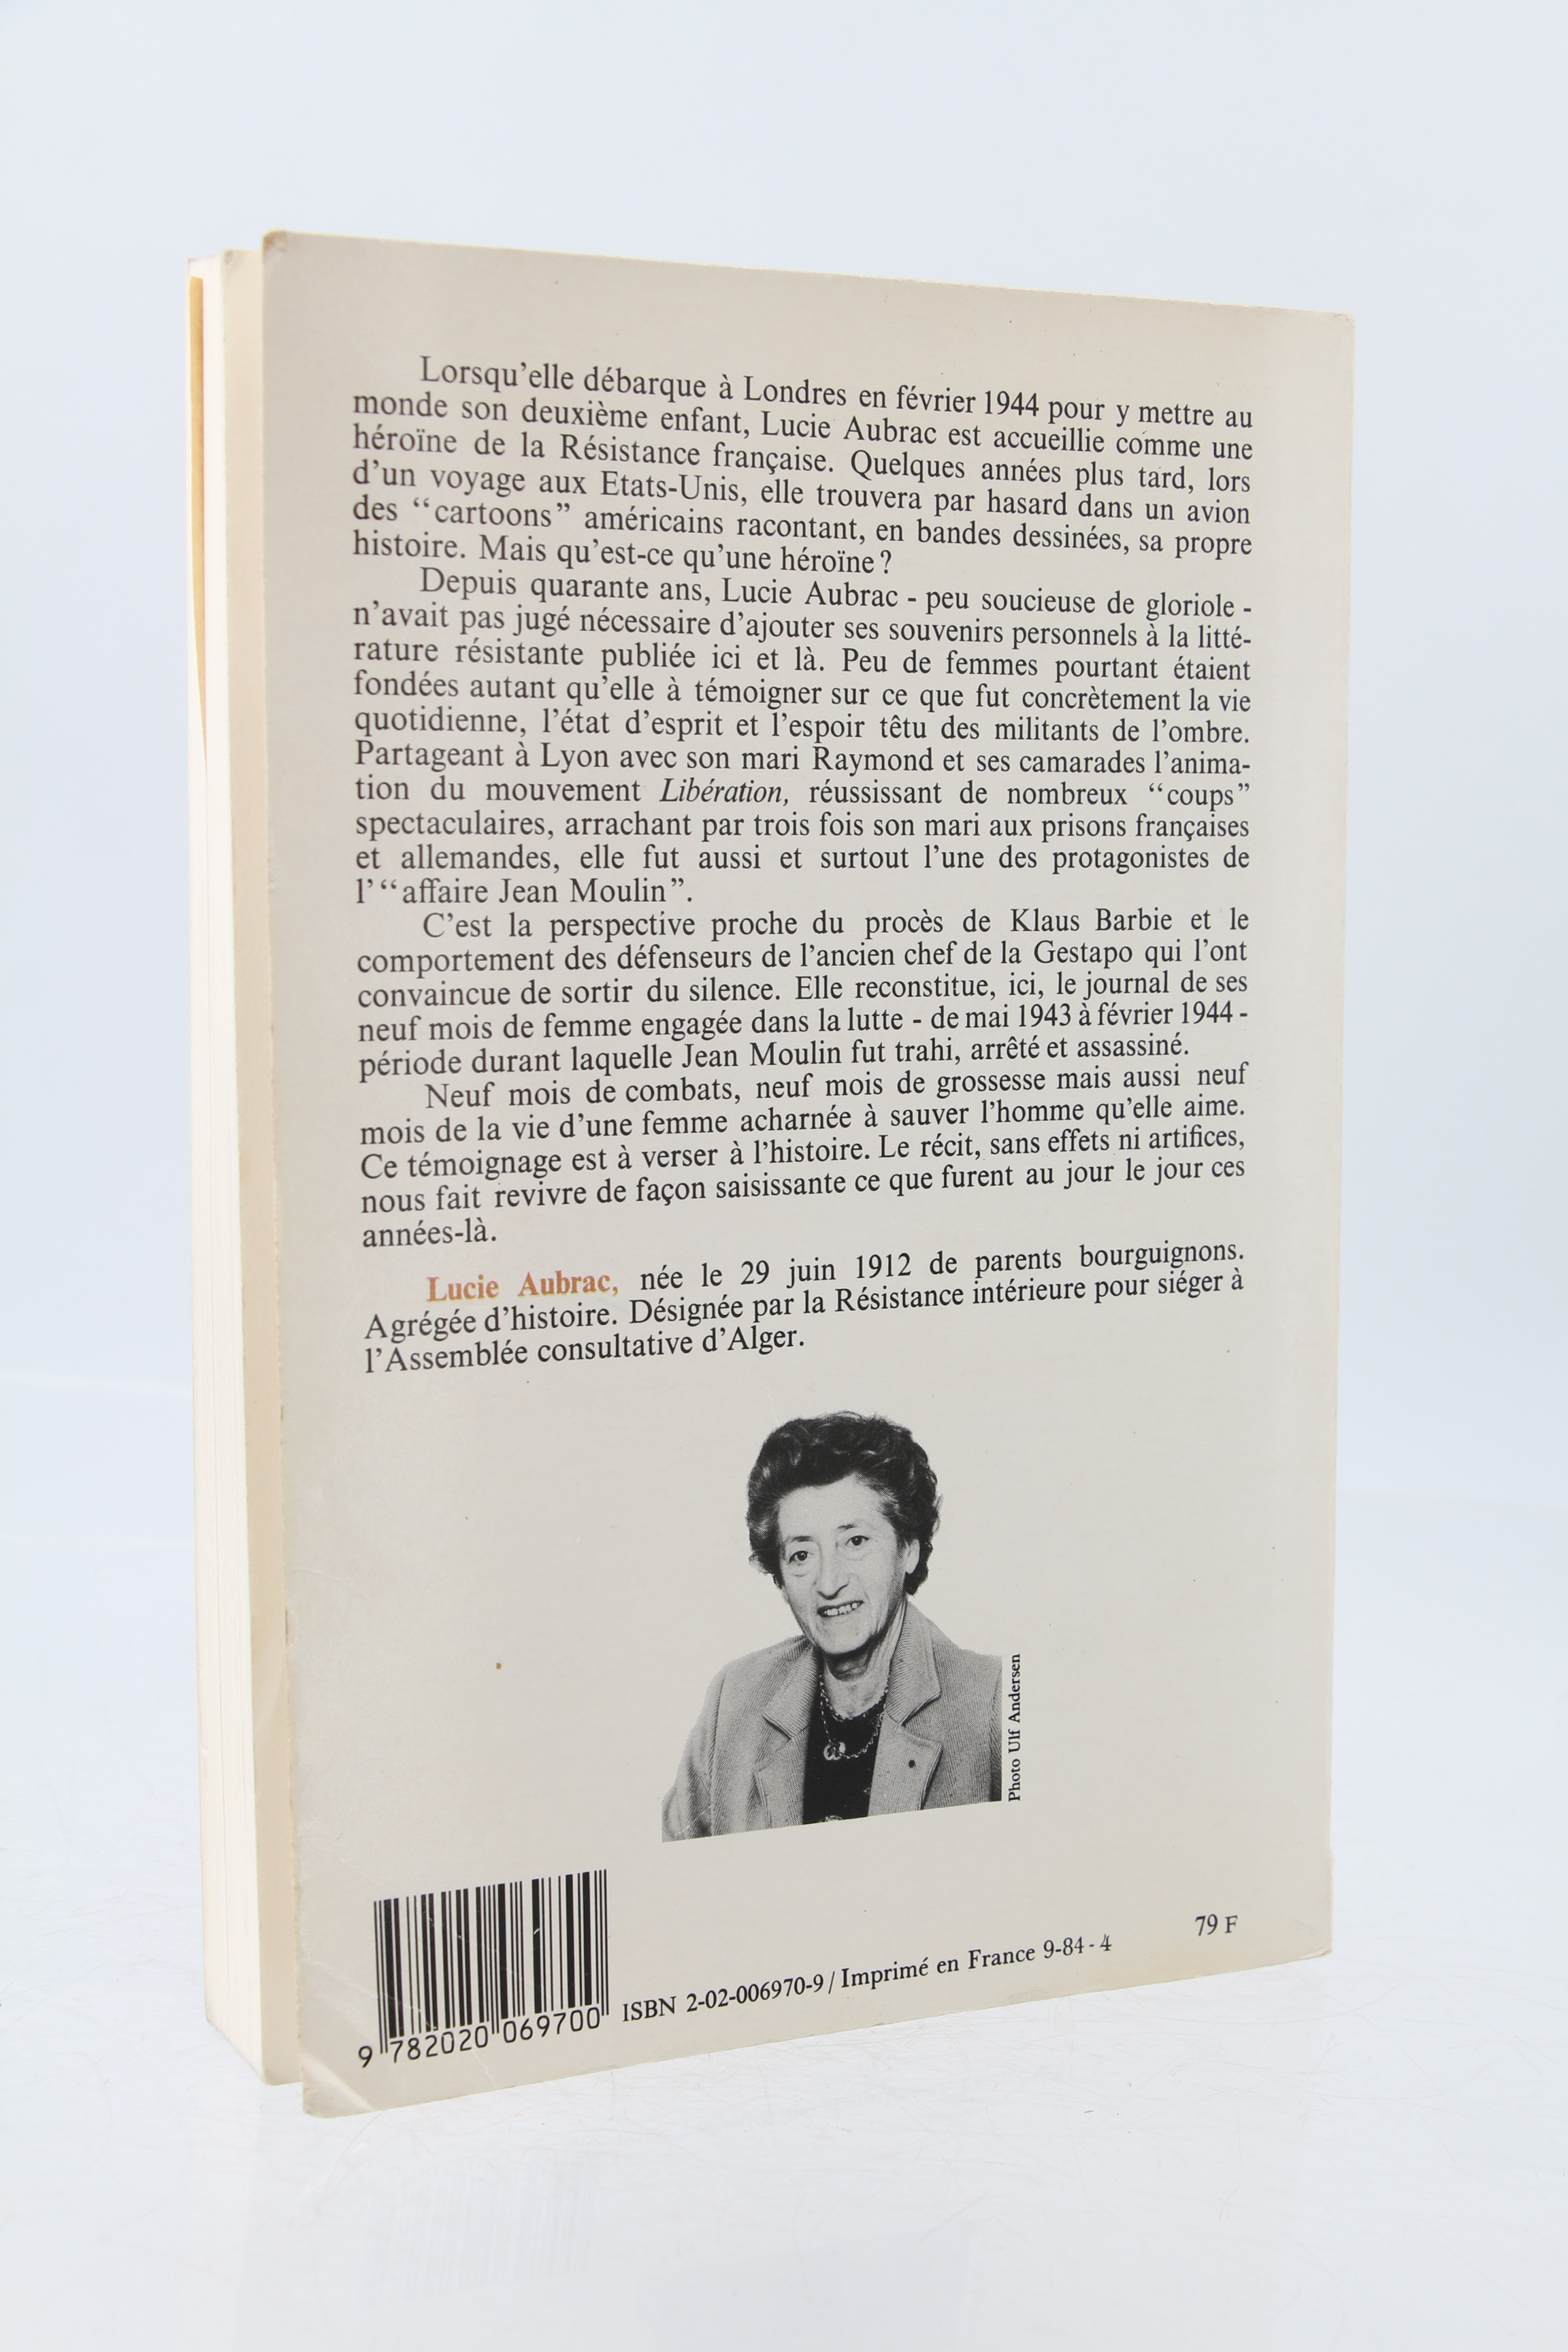 Lorsqu'elle débarque à Londres en février 1944 pour y mettre au
monde son deuxième enfant, Lucie Aubrac est accueillie comme une
héroïne de la Résistance française. Quelques années plus tard, lors
d'un voyage aux Etats-Unis, elle trouvera par hasard dans un avion
des “cartoons” américains racontant, en bandes dessinées, sa propre
histoire. Mais qu'est-ce qu'une héroïne ?
Depuis quarante ans, Lucie Aubrac - peu soucieuse de gloriole -
n'avait pas jugé nécessaire d'ajouter ses souvenirs personnels à la litté-
rature résistante publiée ici et là. Peu de femmes pourtant étaient
fondées autant qu'elle à témoigner sur ce que fut concrètement la vie
quotidienne, l'état d'esprit et l'espoir têtu des militants de l'ombre.
Partageant à Lyon avec son mari Raymond et ses camarades l'anima-
tion du mouvement Libération, réussissant de nombreux “coups”
spectaculaires, arrachant par trois fois son mari aux prisons françaises
et allemandes, elle fut aussi et surtout l'une des protagonistes de
l'“affaire Jean Moulin”.
C'est la perspective proche du procès de Klaus Barbie et le
comportement des défenseurs de l'ancien chef de la Gestapo qui l'ont
convaincue de sortir du silence. Elle reconstitue, ici, le journal de ses
neuf mois de femme engagée dans la lutte - de mai 1943 à février 1944 -
période durant laquelle Jean Moulin fut trahi, arrêté et assassiné.
Neuf mois de combats, neuf mois de grossesse mais aussi neuf
mois de la vie d'une femme acharnée à sauver l'homme qu'elle aime.
Ce témoignage est à verser à l'histoire. Le récit, sans effets ni artifices,
nous fait revivre de façon saisissante ce que furent au jour le jour ces
années-là.
Lucie Aubrac, née le 29 juin 1912 de parents bourguignons.
Agrégée d'histoire. Désignée par la Résistance intérieure pour siéger à
l'Assemblée consultative d'Alger.
Photo Ulf Andersen
79 F
ISBN 2-02-006970-9 / Imprimé en France 9-84-4
9 782020 069700